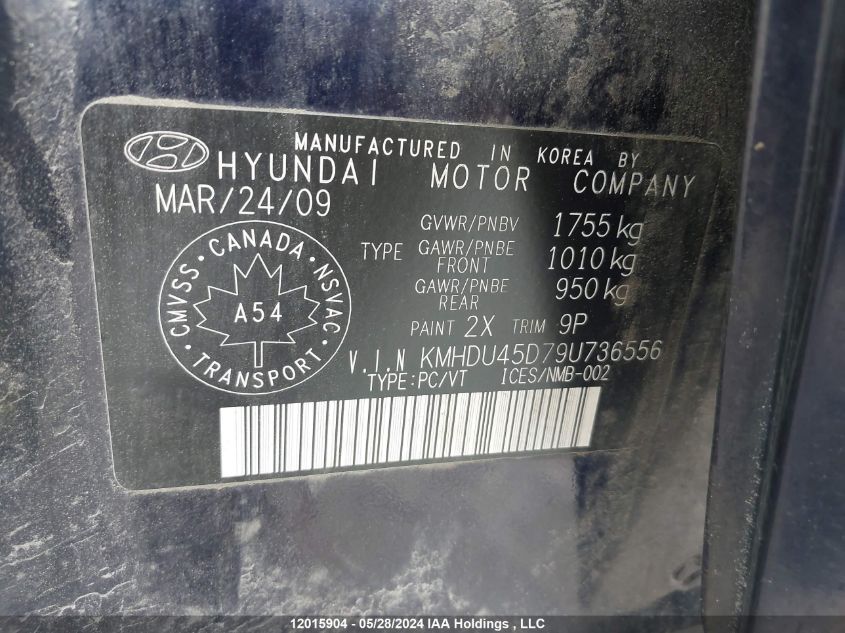 MANUFACTURED IN KOREA BY
HYUNDAI MOTOR COMPANY
MAR/24/09
GVWR/PNBV 1755 kg
TYPE GAWR/PNBE FRONT 1010 kg
GAWR/PNBE REAR 950 kg
PAINT 2X TRIM 9P
CMVSS · CANADA · NSVAC
A54
TRANSPORT
V.I.N KMHDU45D79U736556
TYPE:PC/VT ICES/NMB-002
12015904 - 05/28/2024 IAA Holdings , LLC